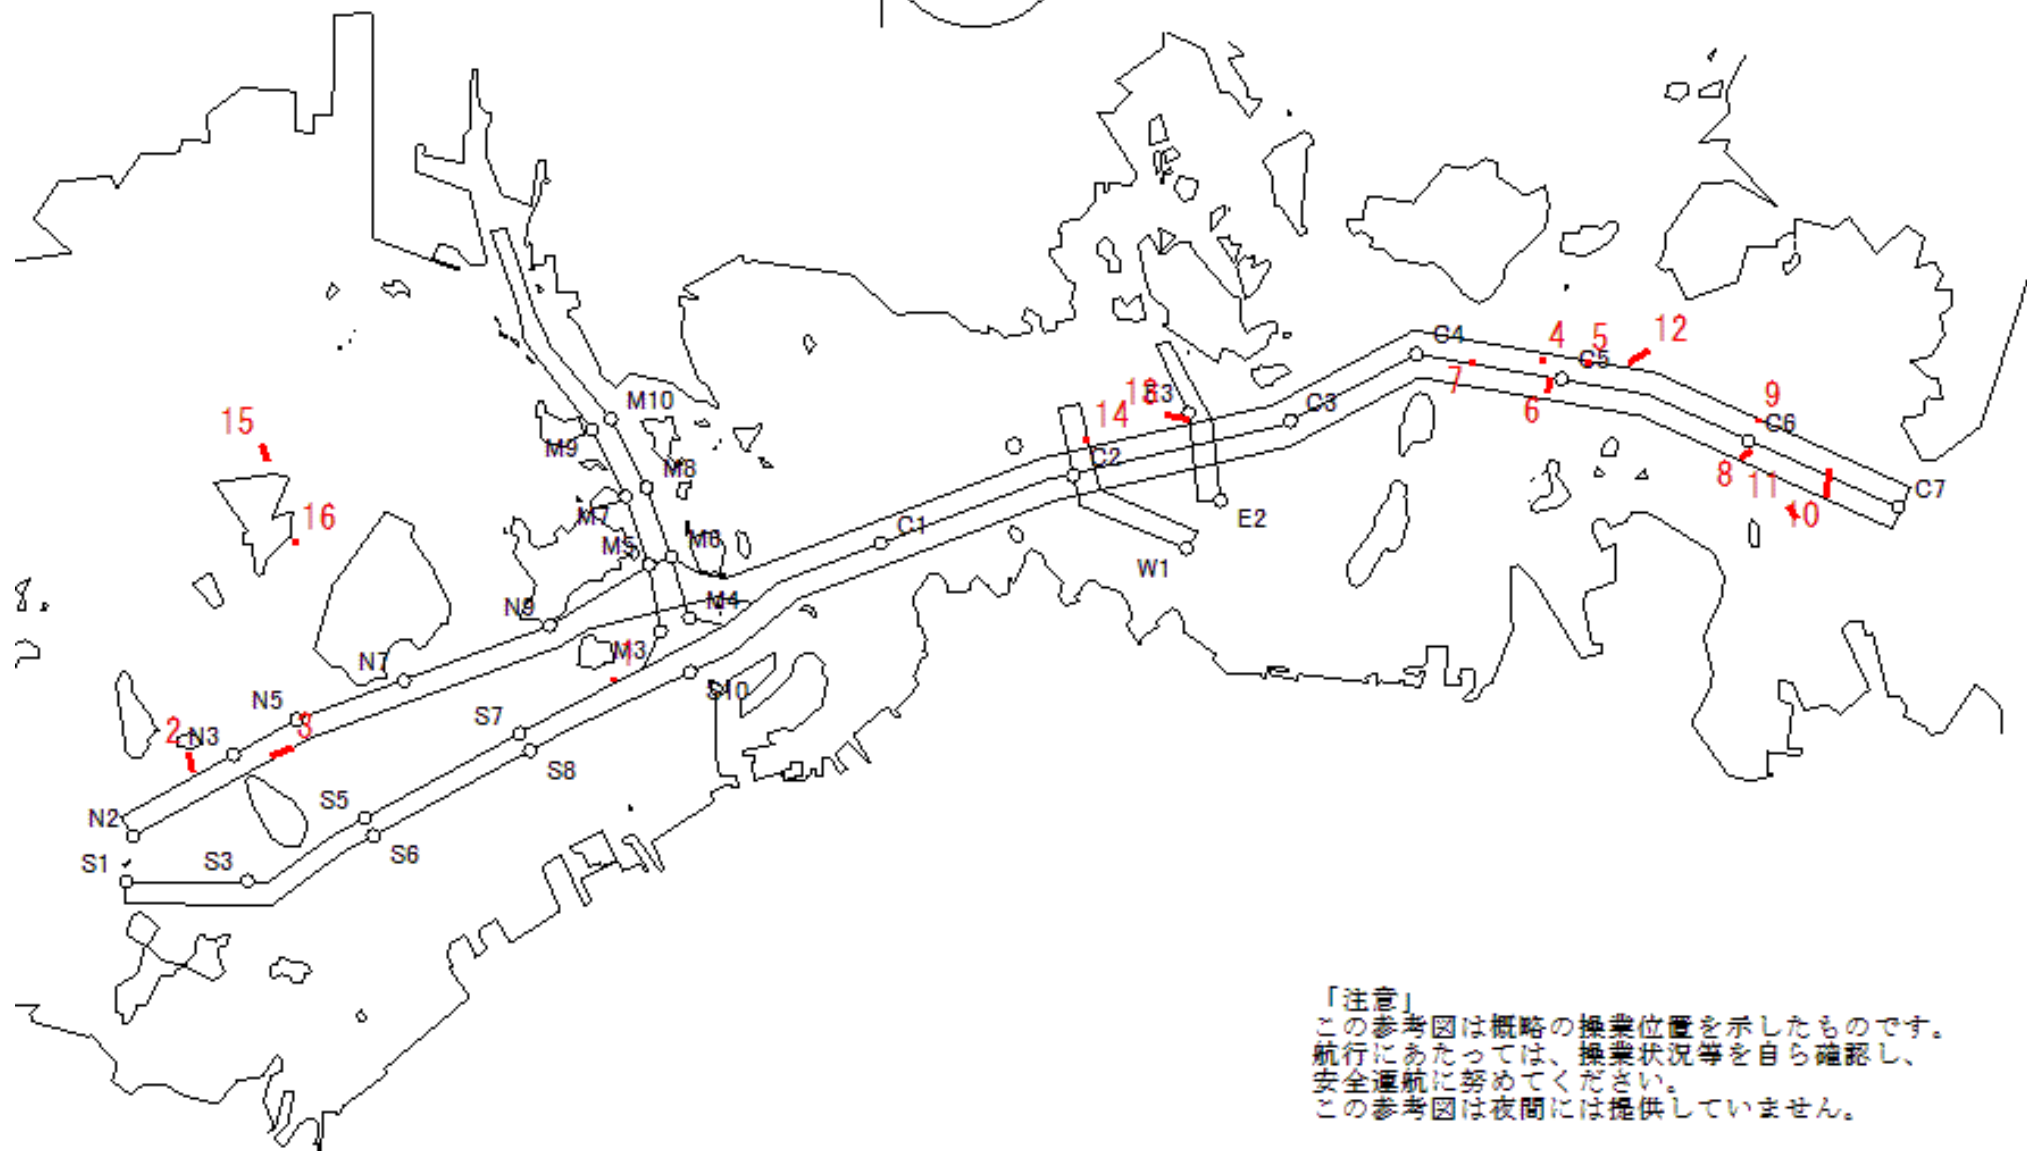 12
C4
4
5
C5
7
6
9
C6
15
M10
13
E3
14
C3
M9
M8
C2
8
11
C7
10
16
M7
E2
M5
M6
C1
W1
N9
M4
M3
1
N7
S10
N5
2
N3
3
S7
S8
N2
S5
S1
S3
S6
「注意」
この参考図は概略の操業位置を示したものです。
航行にあたっては、操業状況等を自ら確認し、
安全運航に努めてください。
この参考図は夜間には提供していません。